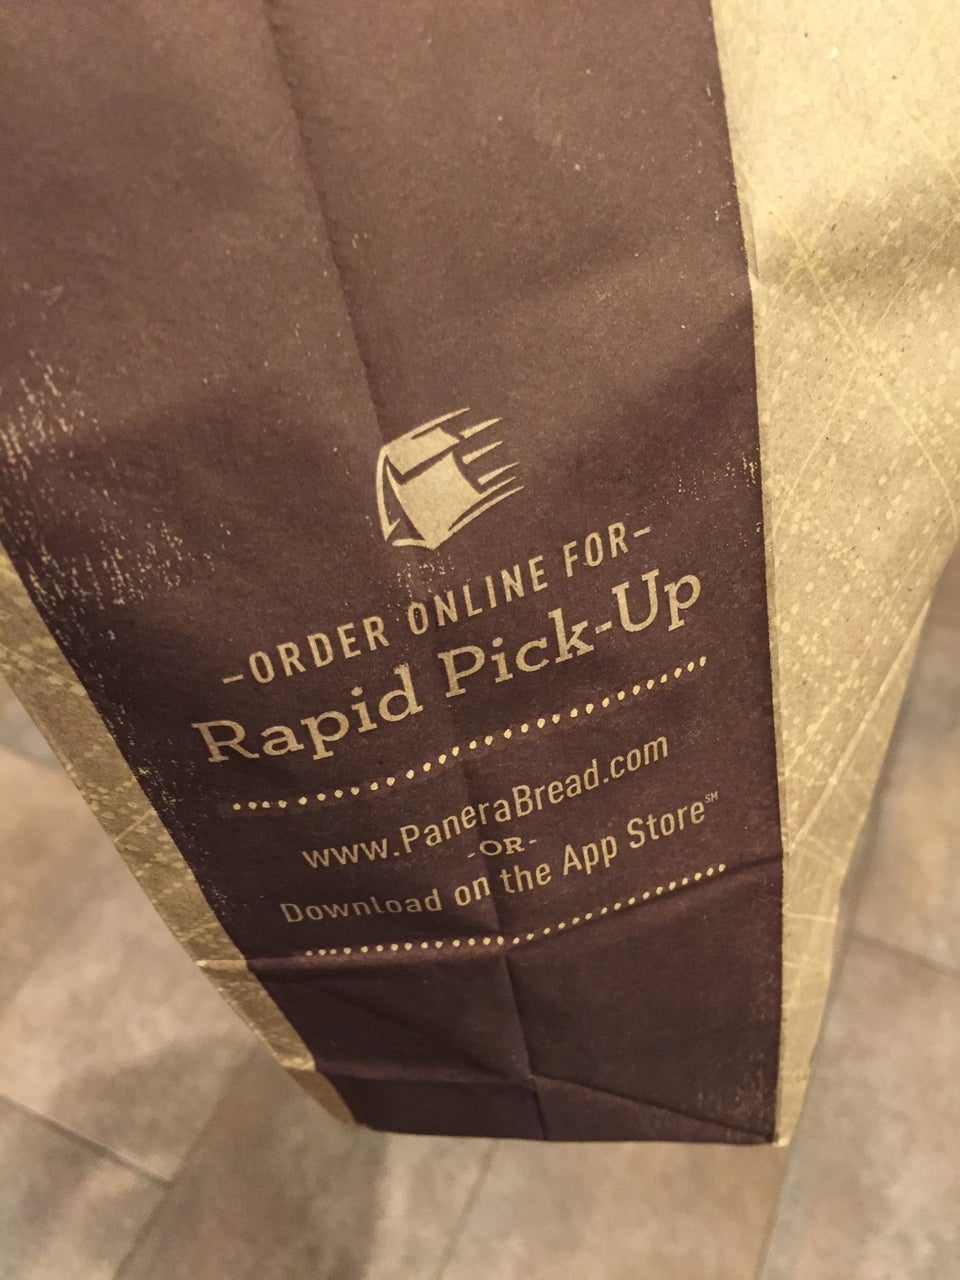 -ORDER ONLINE FOR-
Rapid Pick-Up
www.PaneraBread.com
-OR-
Download on the App Store℠